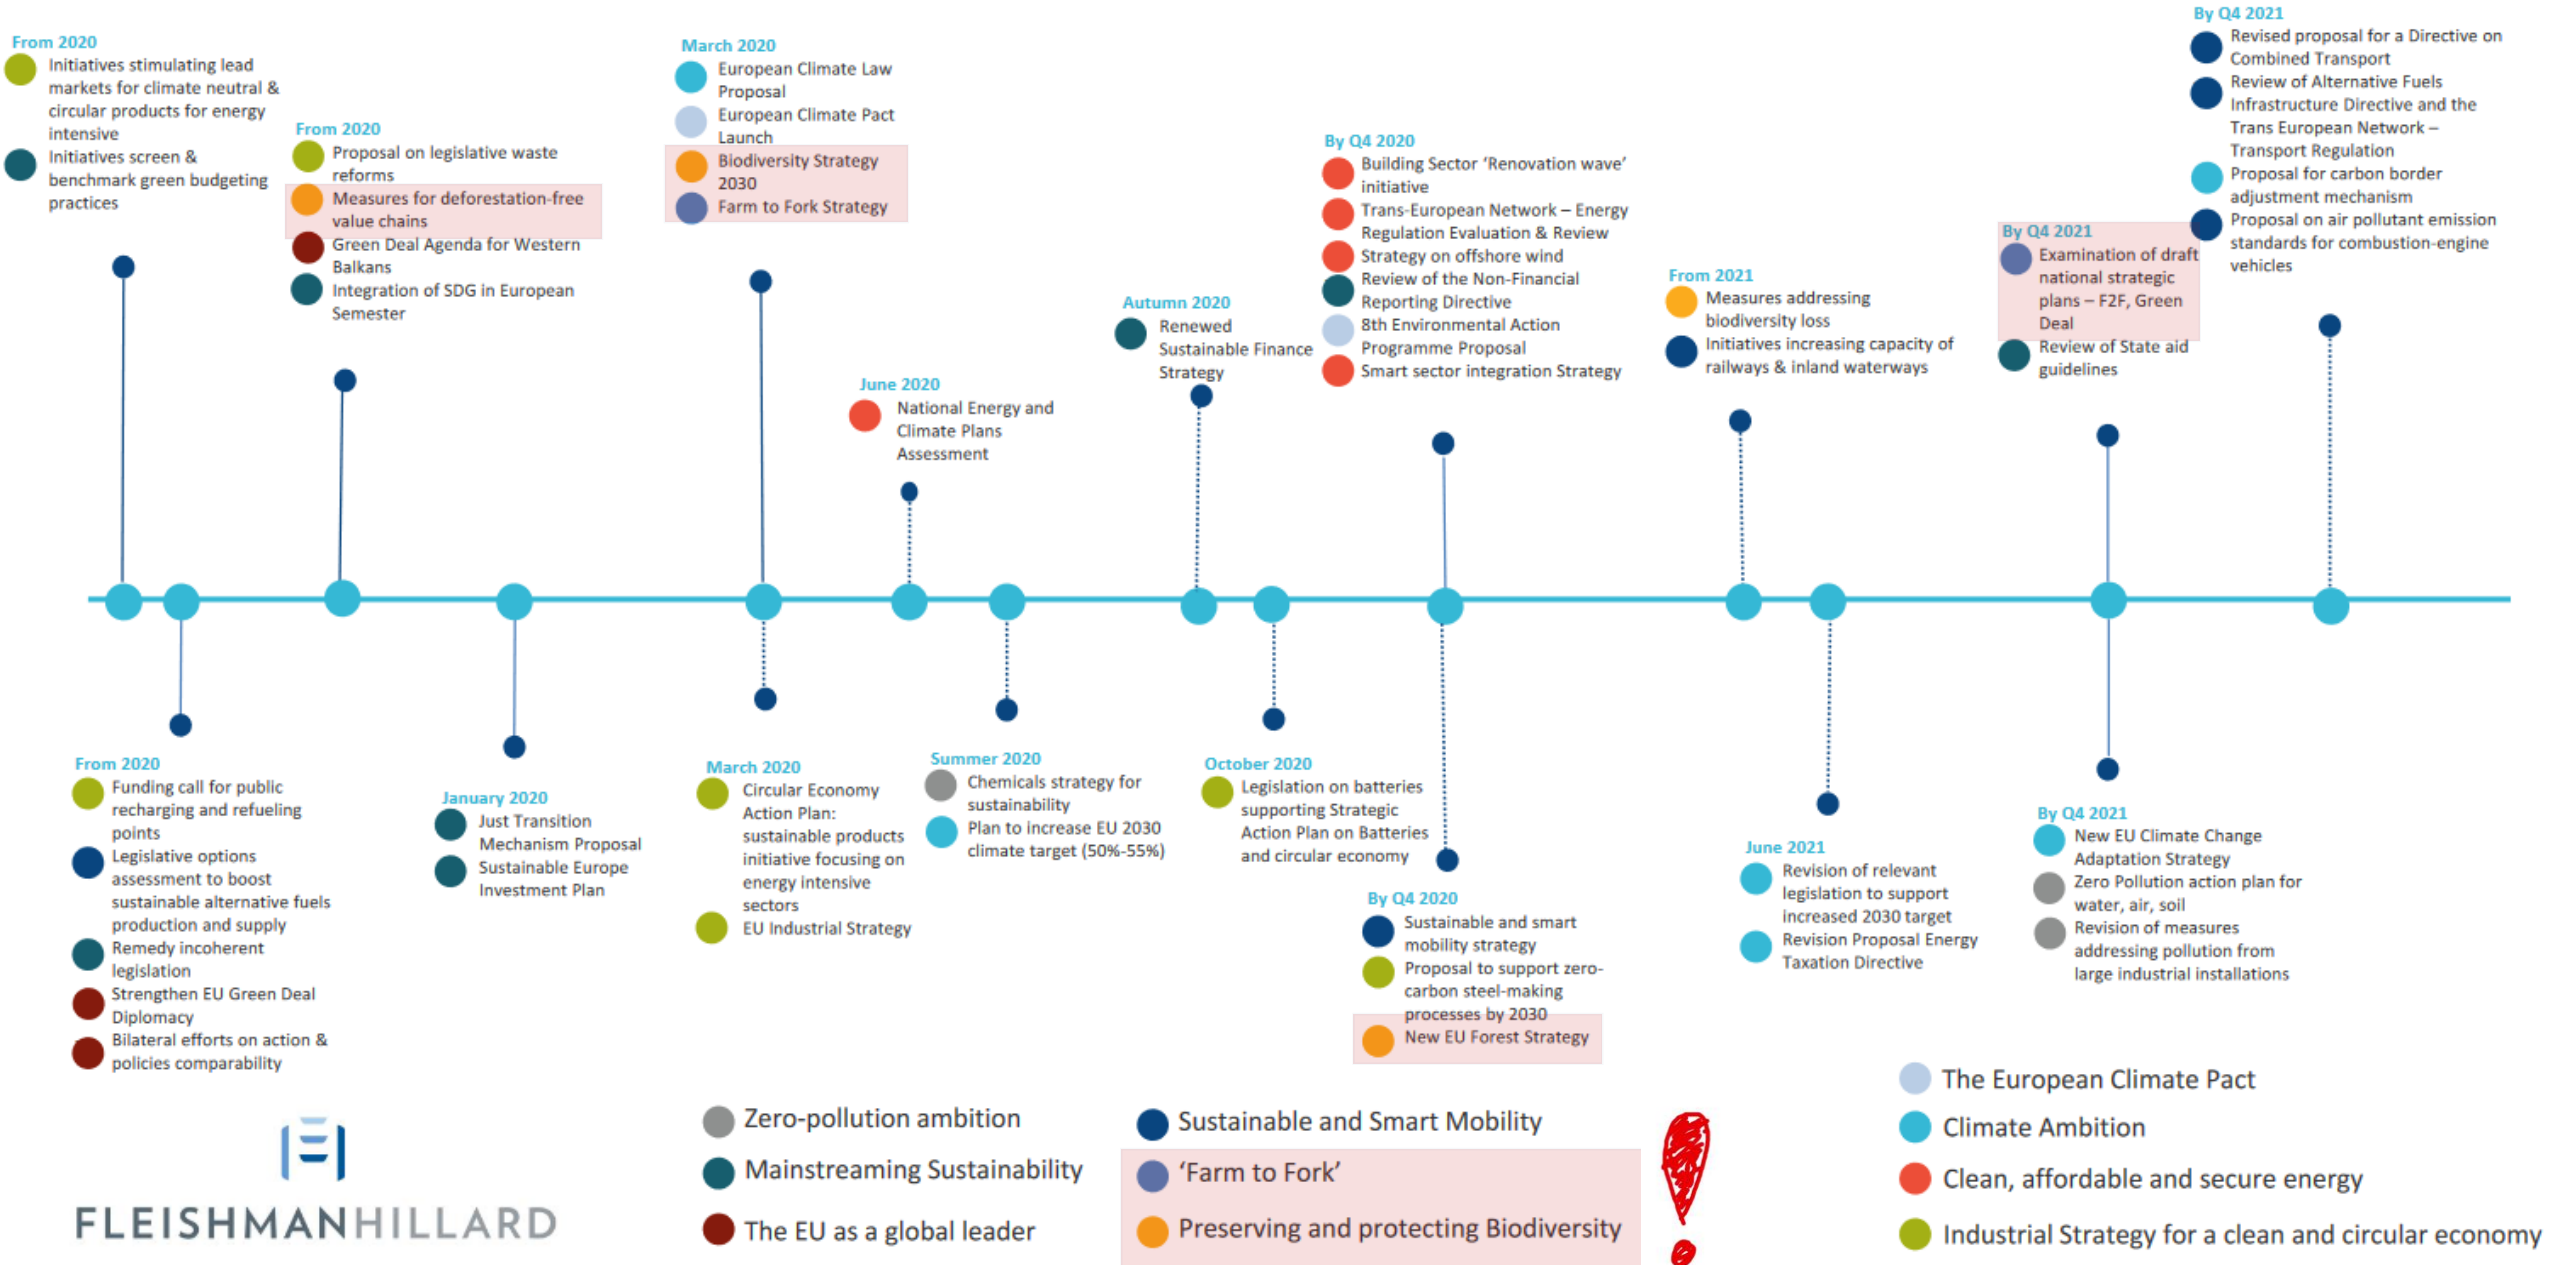 From 2020
Initiatives stimulating lead
markets for climate neutral &
circular products for energy
intensive
Initiatives screen &
benchmark green budgeting
practices
From 2020
Proposal on legislative waste
reforms
Measures for deforestation-free
value chains
Green Deal Agenda for Western
Balkans
Integration of SDG in European
Semester
March 2020
European Climate Law
Proposal
European Climate Pact
Launch
Biodiversity Strategy
2030
Farm to Fork Strategy
June 2020
National Energy and
Climate Plans
Assessment
Autumn 2020
Renewed
Sustainable Finance
Strategy
By Q4 2020
Building Sector ‘Renovation wave’
initiative
Trans-European Network – Energy
Regulation Evaluation & Review
Strategy on offshore wind
Review of the Non-Financial
Reporting Directive
8th Environmental Action
Programme Proposal
Smart sector integration Strategy
From 2021
Measures addressing
biodiversity loss
Initiatives increasing capacity of
railways & inland waterways
By Q4 2021
Examination of draft
national strategic
plans – F2F, Green
Deal
Review of State aid
guidelines
By Q4 2021
Revised proposal for a Directive on
Combined Transport
Review of Alternative Fuels
Infrastructure Directive and the
Trans European Network –
Transport Regulation
Proposal for carbon border
adjustment mechanism
Proposal on air pollutant emission
standards for combustion-engine
vehicles
From 2020
Funding call for public
recharging and refueling
points
Legislative options
assessment to boost
sustainable alternative fuels
production and supply
Remedy incoherent
legislation
Strengthen EU Green Deal
Diplomacy
Bilateral efforts on action &
policies comparability
January 2020
Just Transition
Mechanism Proposal
Sustainable Europe
Investment Plan
March 2020
Circular Economy
Action Plan:
sustainable products
initiative focusing on
energy intensive
sectors
EU Industrial Strategy
Summer 2020
Chemicals strategy for
sustainability
Plan to increase EU 2030
climate target (50%-55%)
October 2020
Legislation on batteries
supporting Strategic
Action Plan on Batteries
and circular economy
By Q4 2020
Sustainable and smart
mobility strategy
Proposal to support zero-
carbon steel-making
processes by 2030
New EU Forest Strategy
June 2021
Revision of relevant
legislation to support
increased 2030 target
Revision Proposal Energy
Taxation Directive
By Q4 2021
New EU Climate Change
Adaptation Strategy
Zero Pollution action plan for
water, air, soil
Revision of measures
addressing pollution from
large industrial installations
FLEISHMANHILLARD
Zero-pollution ambition
Mainstreaming Sustainability
The EU as a global leader
Sustainable and Smart Mobility
‘Farm to Fork’
Preserving and protecting Biodiversity
!
The European Climate Pact
Climate Ambition
Clean, affordable and secure energy
Industrial Strategy for a clean and circular economy